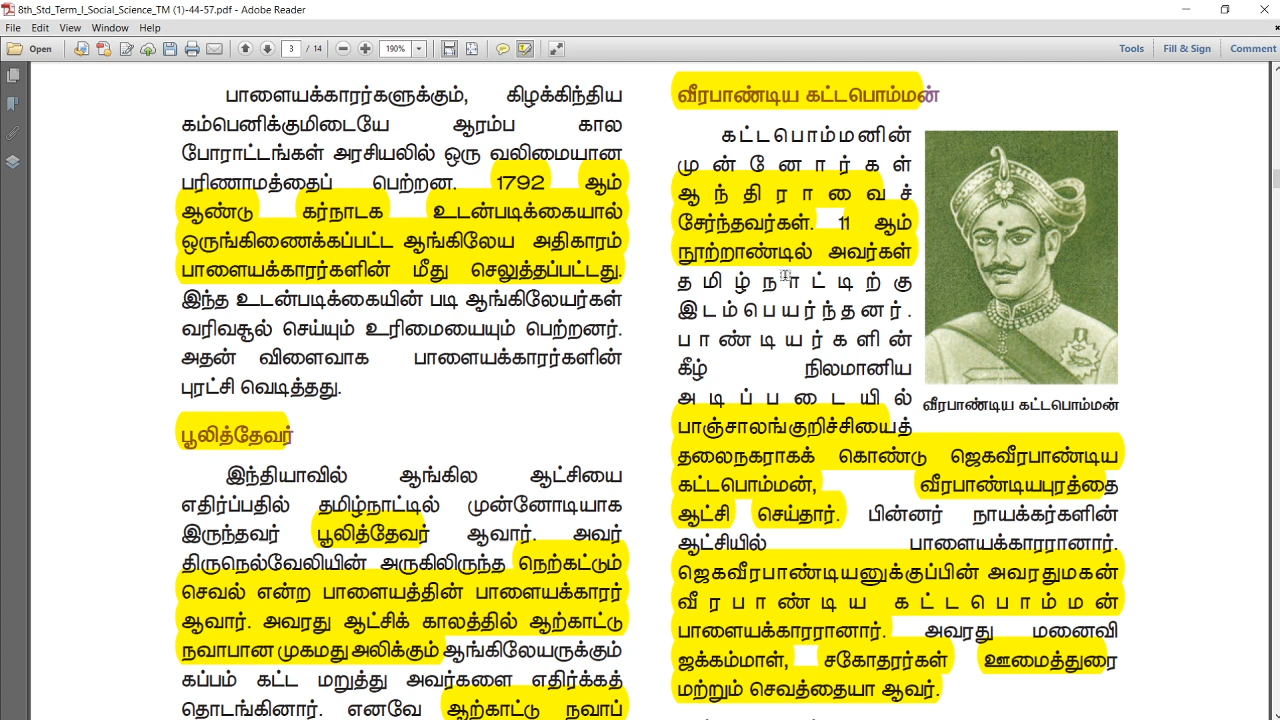 8th_Std_Term_I_Social_Science_TM (1)-44-57.pdf - Adobe Reader
File Edit View Window Help
Open 3 / 14 190% Tools Fill & Sign Comment
பாளையக்காரர்களுக்கும், கிழக்கிந்திய
கம்பெனிக்குமிடையே ஆரம்ப கால
போராட்டங்கள் அரசியலில் ஒரு வலிமையான
பரிணாமத்தைப் பெற்றன. 1792 ஆம்
ஆண்டு கர்நாடக உடன்படிக்கையால்
ஒருங்கிணைக்கப்பட்ட ஆங்கிலேய அதிகாரம்
பாளையக்காரர்களின் மீது செலுத்தப்பட்டது.
இந்த உடன்படிக்கையின் படி ஆங்கிலேயர்கள்
வரிவசூல் செய்யும் உரிமையையும் பெற்றனர்.
அதன் விளைவாக பாளையக்காரர்களின்
புரட்சி வெடித்தது.
பூலித்தேவர்
இந்தியாவில் ஆங்கில ஆட்சியை
எதிர்ப்பதில் தமிழ்நாட்டில் முன்னோடியாக
இருந்தவர் பூலித்தேவர் ஆவார். அவர்
திருநெல்வேலியின் அருகிலிருந்த நெற்கட்டும்
செவல் என்ற பாளையத்தின் பாளையக்காரர்
ஆவார். அவரது ஆட்சிக் காலத்தில் ஆற்காட்டு
நவாபான முகமது அலிக்கும் ஆங்கிலேயருக்கும்
கப்பம் கட்ட மறுத்து அவர்களை எதிர்க்கத்
தொடங்கினார். எனவே ஆற்காட்டு நவாப்
வீரபாண்டிய கட்டபொம்மன்
கட்டபொம்மனின்
முன்னோர்கள்
ஆந்திராவைச்
சேர்ந்தவர்கள். 11 ஆம்
நூற்றாண்டில் அவர்கள்
தமிழ்நாட்டிற்கு
இடம்பெயர்ந்தனர்.
பாண்டியர்களின்
கீழ் நிலமானிய
அடிப்படையில்
பாஞ்சாலங்குறிச்சியைத்
தலைநகராகக் கொண்டு ஜெகவீரபாண்டிய
கட்டபொம்மன், வீரபாண்டியபுரத்தை
ஆட்சி செய்தார். பின்னர் நாயக்கர்களின்
ஆட்சியில் பாளையக்காரரானார்.
ஜெகவீரபாண்டியனுக்குப்பின் அவரதுமகன்
வீரபாண்டிய கட்டபொம்மன்
பாளையக்காரரானார். அவரது மனைவி
ஜக்கம்மாள், சகோதரர்கள் ஊமைத்துரை
மற்றும் செவத்தையா ஆவர்.
வீரபாண்டிய கட்டபொம்மன்